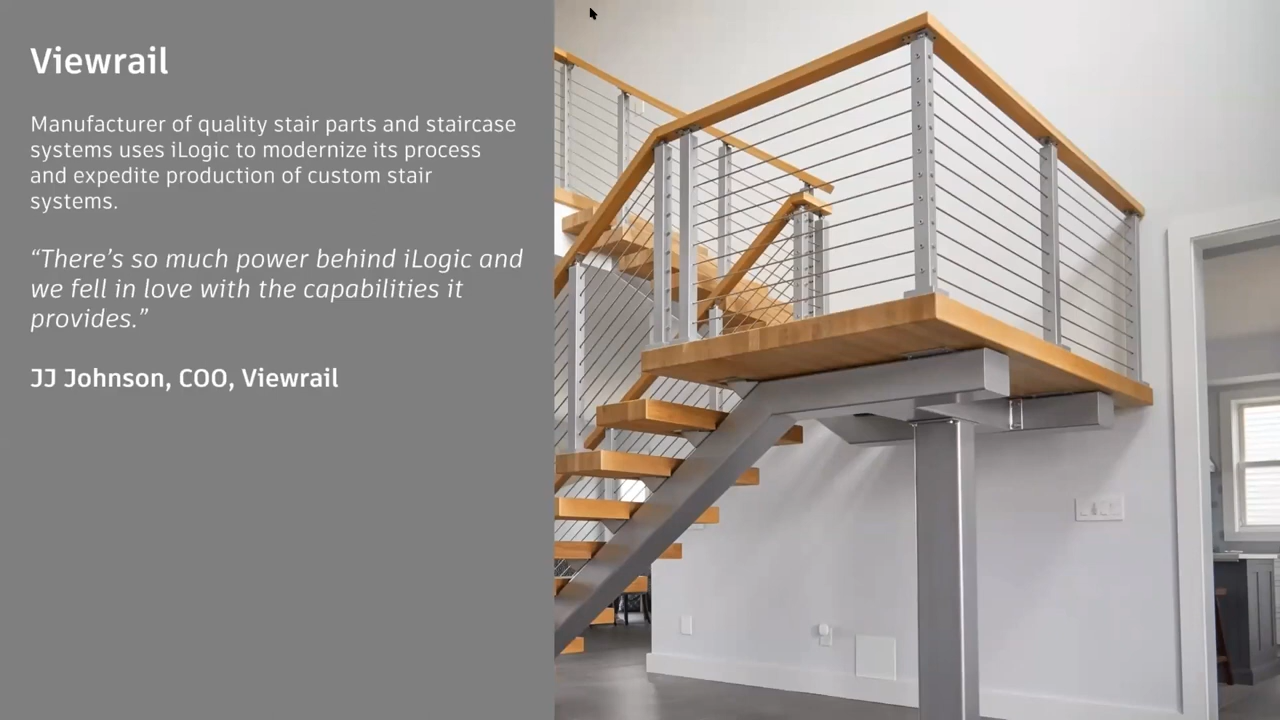 Viewrail
Manufacturer of quality stair parts and staircase
systems uses iLogic to modernize its process
and expedite production of custom stair
systems.
“There’s so much power behind iLogic and
we fell in love with the capabilities it
provides.”
JJ Johnson, COO, Viewrail